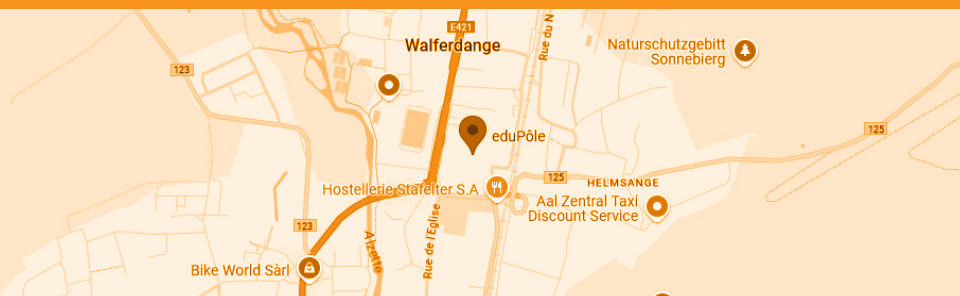 E421
Walferdange
Rue du N
Naturschutzgebitt
Sonnebierg
123
eduPôle
125
125
HELMSANGE
Hostellerie Stafelter S.A
Aal Zentral Taxi
Discount Service
123
Rue de l'Eglise
Alzette
Bike World Sàrl